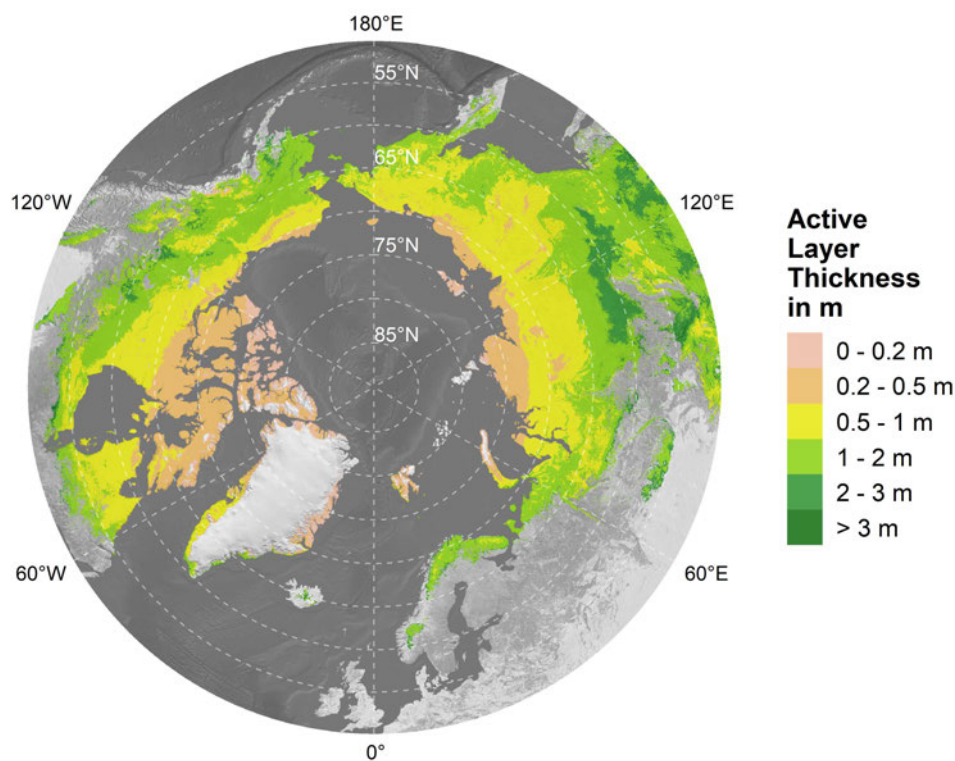 180°E
55°N
65°N
120°W
120°E
75°N
85°N
60°W
60°E
0°
Active
Layer
Thickness
in m
0 - 0.2 m
0.2 - 0.5 m
0.5 - 1 m
1 - 2 m
2 - 3 m
> 3 m